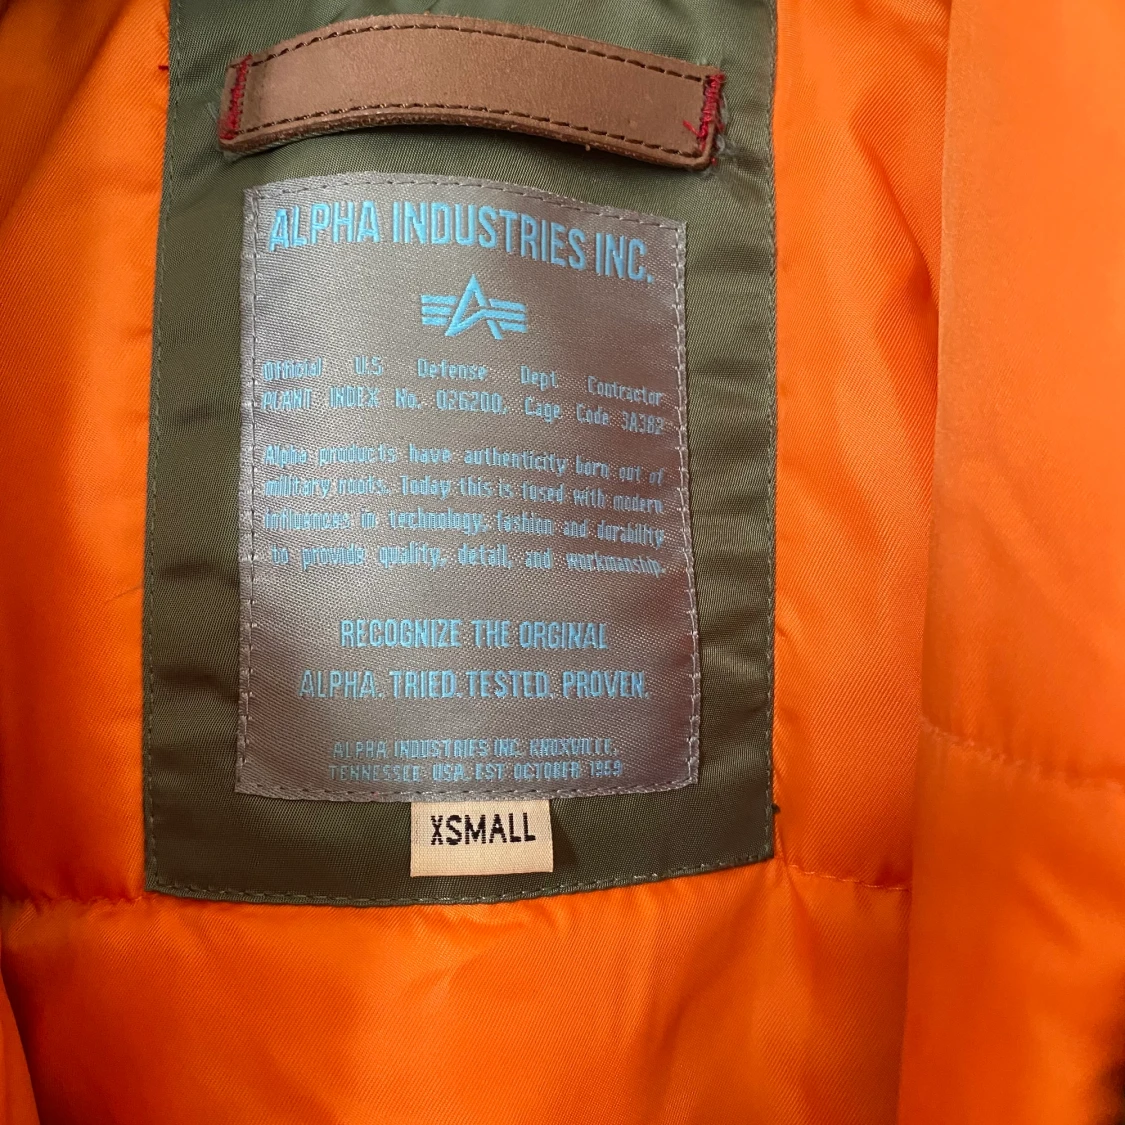 ALPHA INDUSTRIES INC.
Official U.S Defense Dept Contractor
PLANT INDEX No. 026200, Cage Code 3A382
Alpha products have authenticity born out of
military roots. Today this is fused with modern
influences in technology, fashion and durability
to provide quality, detail, and workmanship.
RECOGNIZE THE ORGINAL
ALPHA. TRIED. TESTED. PROVEN.
ALPHA INDUSTRIES INC. KNOXVILLE,
TENNESSEE USA. EST OCTOBER 1959
XSMALL